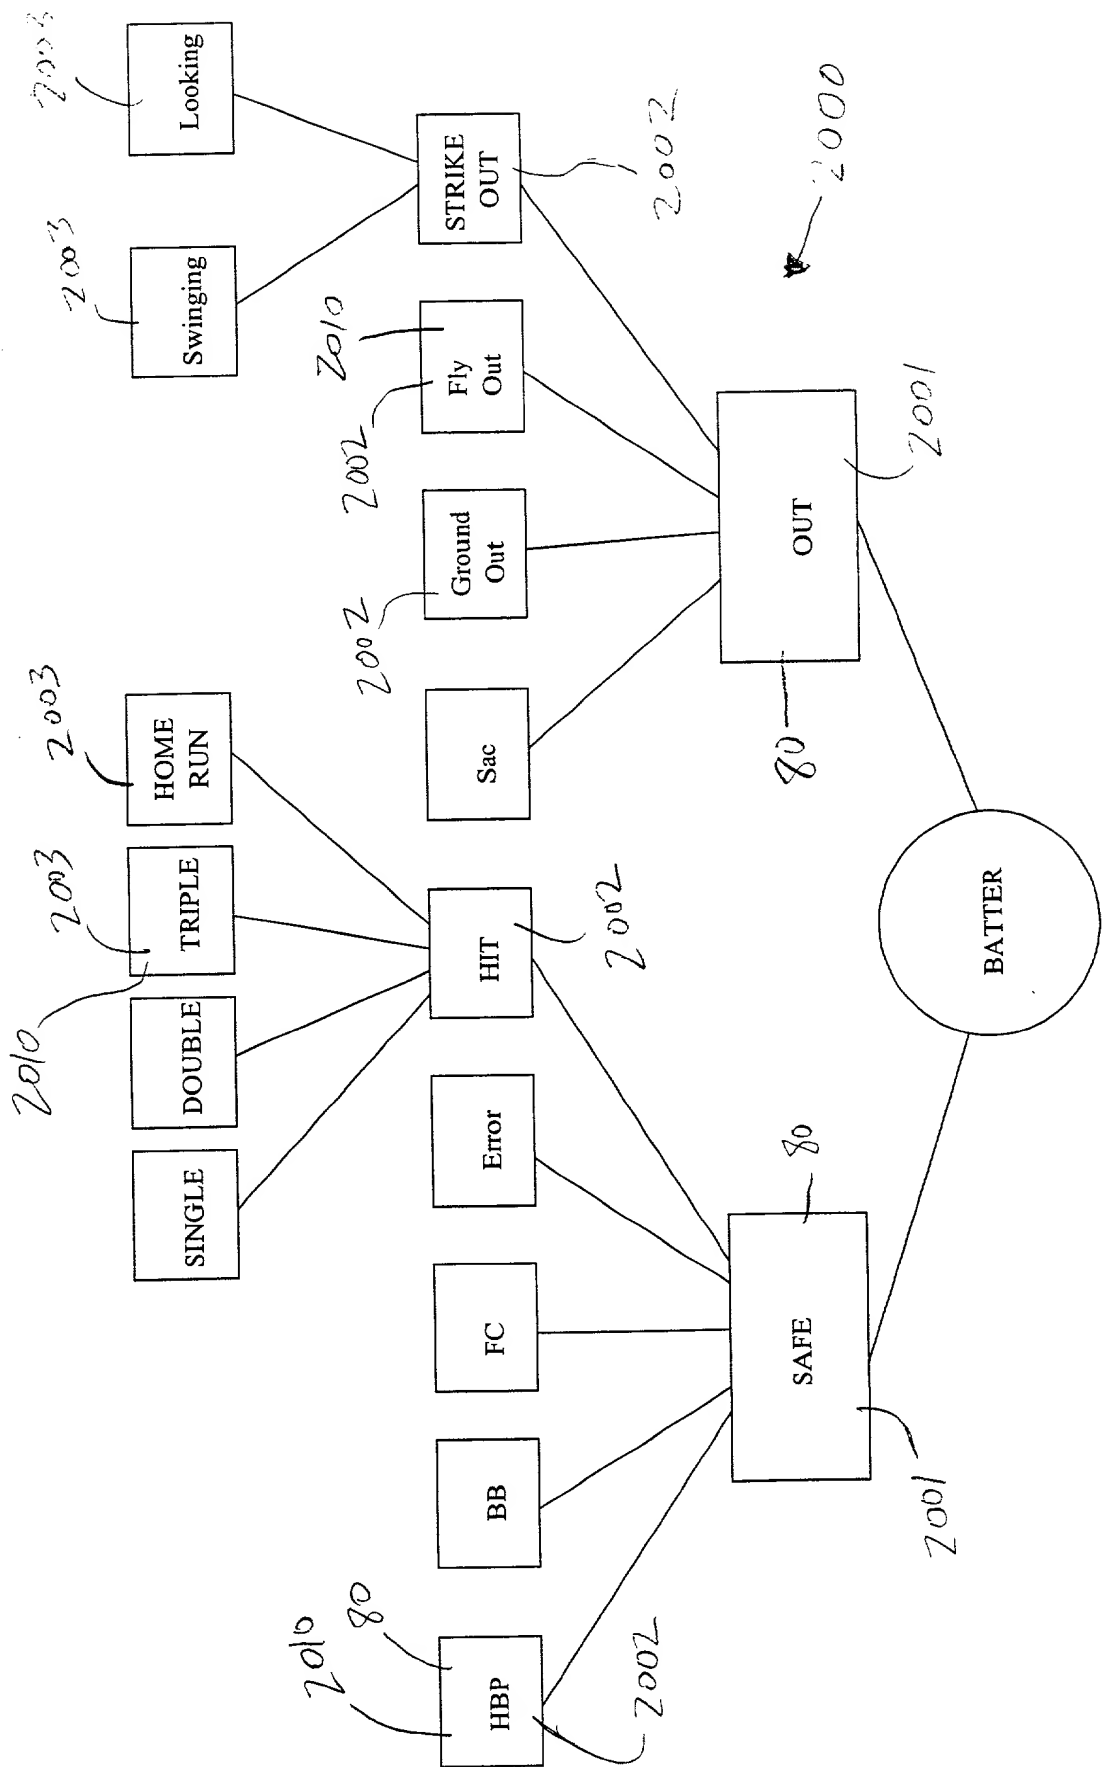 2010
2003
2003
2003
2003
SINGLE
DOUBLE
TRIPLE
HOME
RUN
Swinging
Looking
2010
80
2002
2002
2010
HBP
BB
FC
Error
HIT
Sac
Ground
Out
Fly
Out
STRIKE
OUT
2002
2002
2002
80
80
2000
SAFE
OUT
2001
2001
BATTER